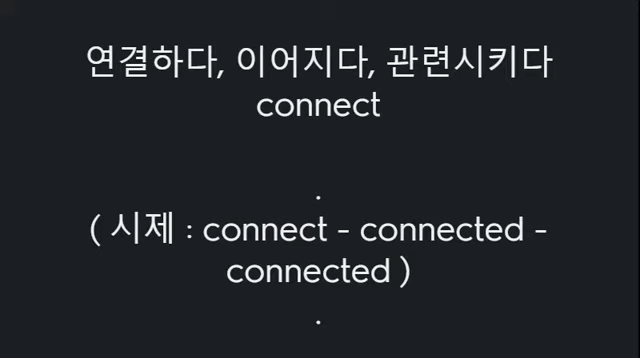 연결하다, 이어지다, 관련시키다
connect
.
( 시제 : connect - connected -
connected )
.